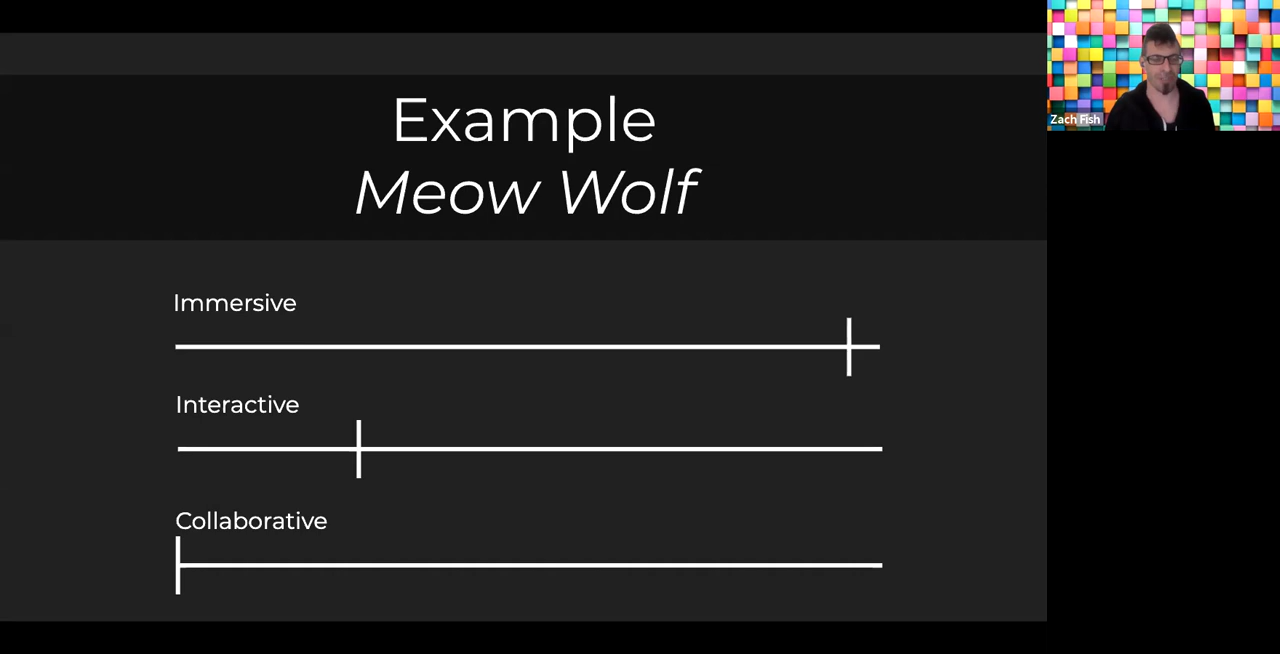 Example
Meow Wolf
Immersive
Interactive
Collaborative
Zach Fish